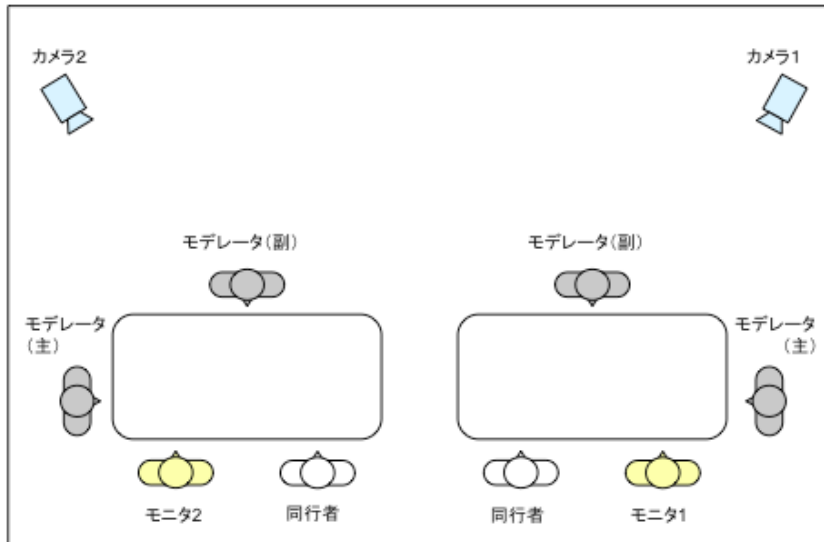 カメラ2
カメラ1
モデレータ(副)
モデレータ(副)
モデレータ
(主)
モデレータ
(主)
モニタ2
同行者
同行者
モニタ1